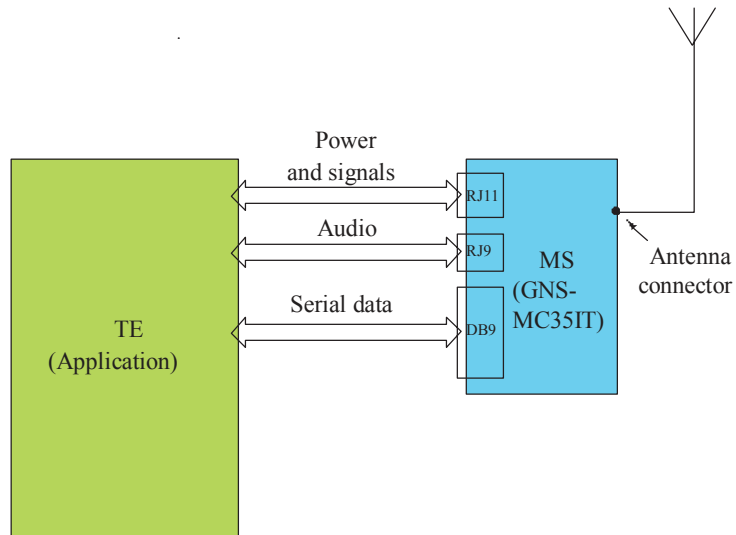 Power
and signals
RJ11
Audio
RJ9
MS
(GNS-
MC35IT)
Antenna
connector
Serial data
DB9
TE
(Application)